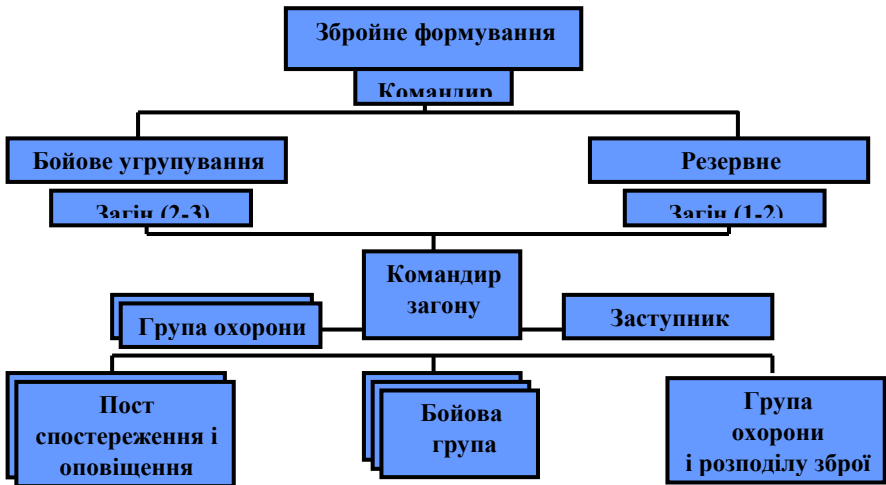 Збройне формування
Командир
Бойове угрупування
Резервне
Загін (2-3)
Загін (1-2)
Командир
загону
Група охорони
Заступник
Пост
спостереження і
оповіщення
Бойова
група
Група
охорони
і розподілу зброї